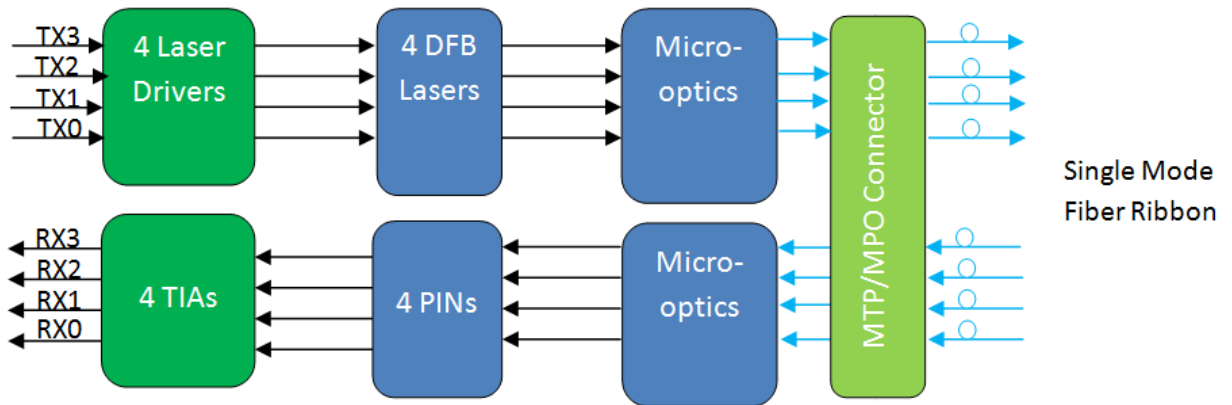 TX3
TX2
TX1
TX0
4 Laser
Drivers
4 DFB
Lasers
Micro-
optics
MTP/MPO Connector
Single Mode
Fiber Ribbon
RX3
RX2
RX1
RX0
4 TIAs
4 PINs
Micro-
optics